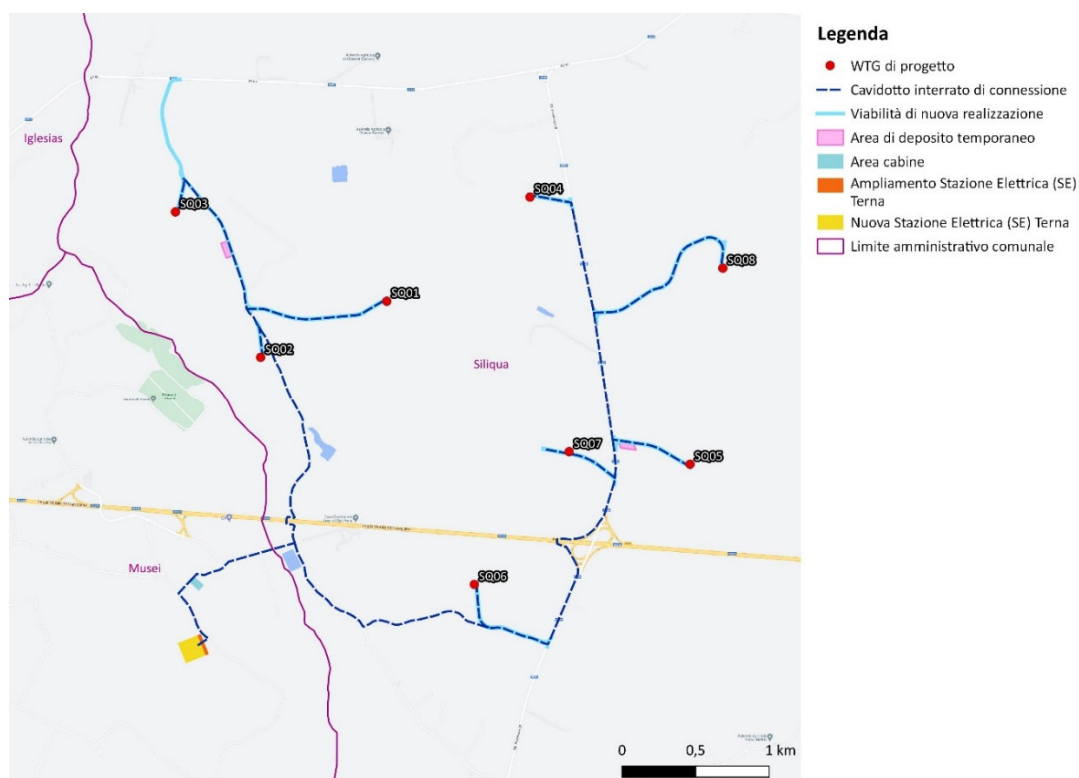 Iglesias
SQ03
SQ04
SQ08
SQ01
SQ02
Siliqua
SQ07
SQ05
Musei
SQ06
0 0,5 1 km
Legenda
WTG di progetto
Cavidotto interrato di connessione
Viabilità di nuova realizzazione
Area di deposito temporaneo
Area cabine
Ampliamento Stazione Elettrica (SE)
Terna
Nuova Stazione Elettrica (SE) Terna
Limite amministrativo comunale